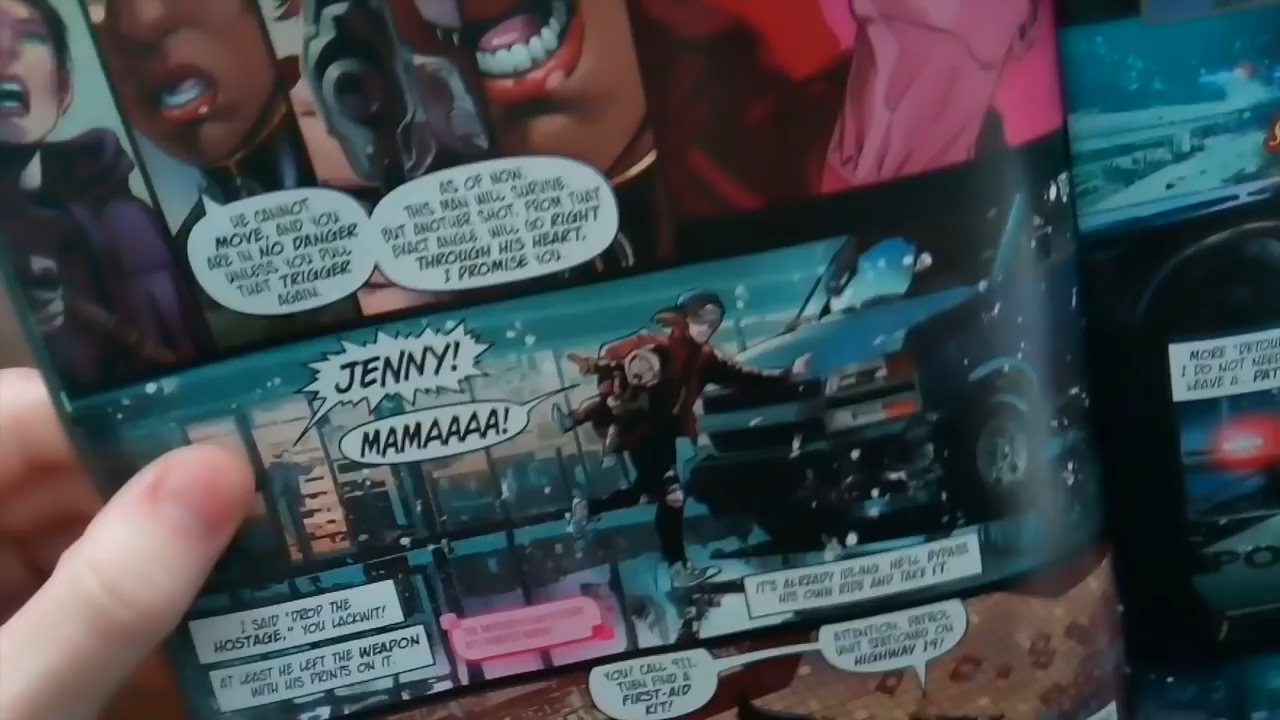 HE CANNOT
MOVE, AND YOU
ARE IN NO DANGER
UNLESS YOU PULL
THAT TRIGGER
AGAIN.
AS OF NOW,
THIS MAN WILL SURVIVE.
BUT ANOTHER SHOT, FROM THAT
EXACT ANGLE, WILL GO RIGHT
THROUGH HIS HEART,
I PROMISE YOU.
JENNY!
MAMAAAA!
I SAID "DROP THE
HOSTAGE," YOU LACKWIT!
AT LEAST HE LEFT THE WEAPON
WITH HIS PRINTS ON IT.
IT'S ALREADY IDLING. HE'LL BYPASS
HIS OWN RIDE AND TAKE IT.
YOU! CALL 911,
THEN FIND A
FIRST-AID
KIT!
ATTENTION, PATROL
UNIT STATIONED ON
HIGHWAY 19!
MORE "DETOU
I DO NOT NEE
LEAVE A PAT
PO